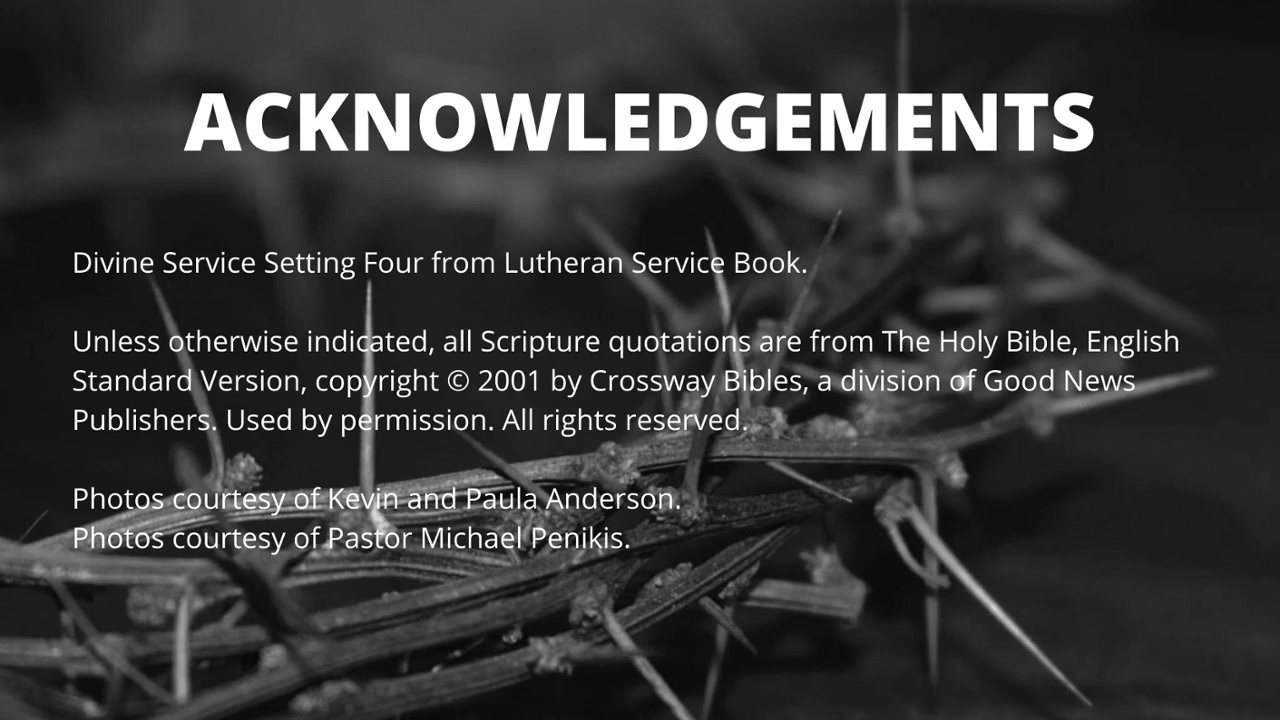 ACKNOWLEDGEMENTS
Divine Service Setting Four from Lutheran Service Book.
Unless otherwise indicated, all Scripture quotations are from The Holy Bible, English
Standard Version, copyright © 2001 by Crossway Bibles, a division of Good News
Publishers. Used by permission. All rights reserved.
Photos courtesy of Kevin and Paula Anderson.
Photos courtesy of Pastor Michael Penikis.